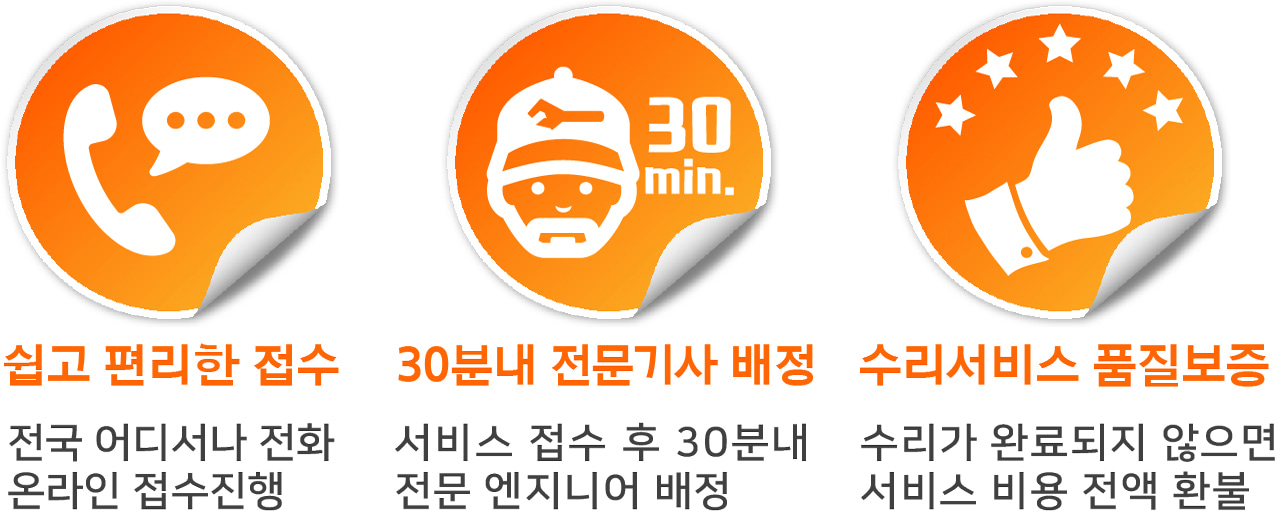 30
min.
쉽고 편리한 접수
전국 어디서나 전화
온라인 접수진행
30분내 전문기사 배정
서비스 접수 후 30분내
전문 엔지니어 배정
수리서비스 품질보증
수리가 완료되지 않으면
서비스 비용 전액 환불